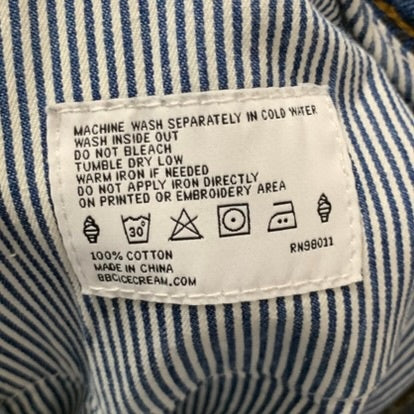 MACHINE WASH SEPARATELY IN COLD WATER
WASH INSIDE OUT
DO NOT BLEACH
TUMBLE DRY LOW
WARM IRON IF NEEDED
DO NOT APPLY IRON DIRECTLY
ON PRINTED OR EMBROIDERY AREA
30°
100% COTTON RN98011
MADE IN CHINA
BBCICECREAM.COM